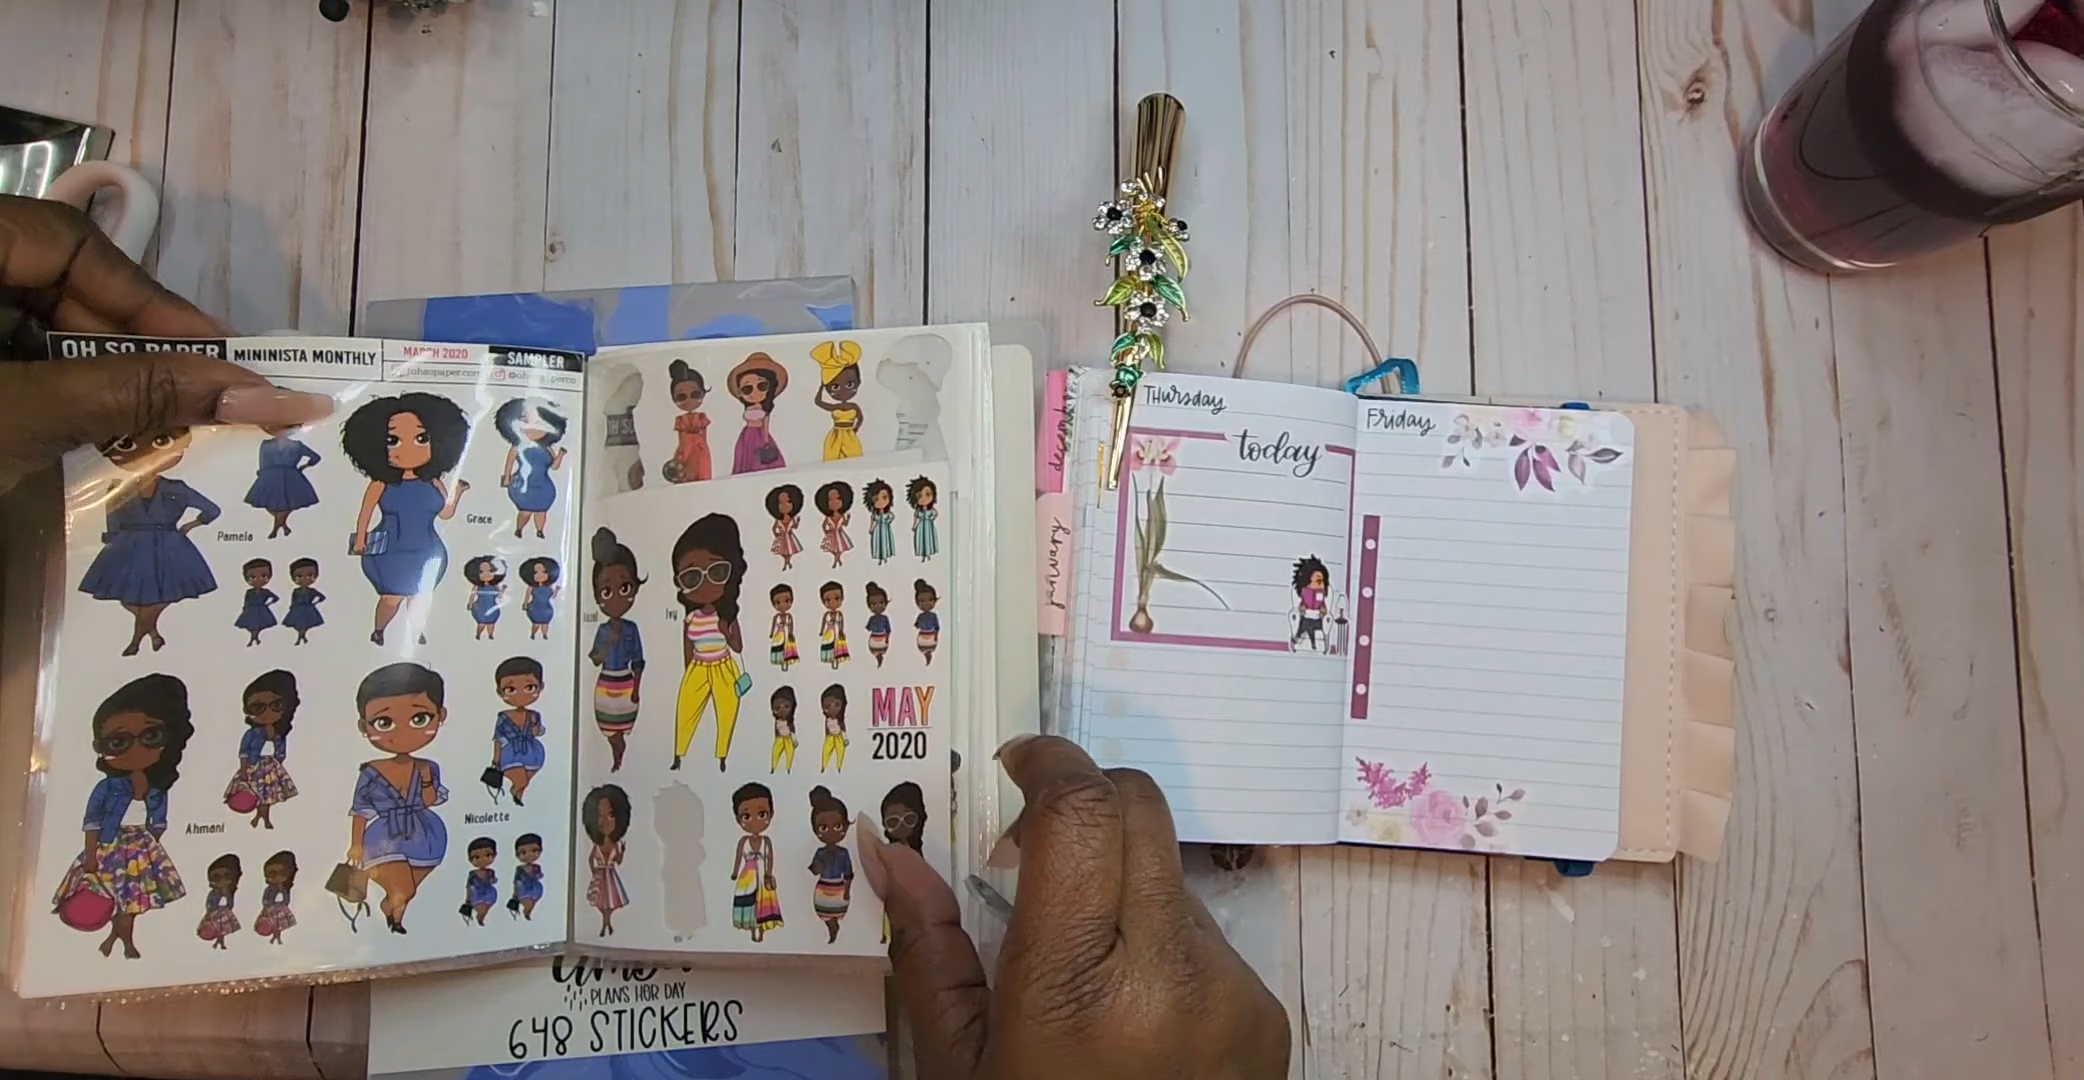 OH SO PAPER
MININISTA MONTHLY
MARCH 2020
SAMPLER
Pamela
Grace
Ahmani
Nicolette
Ivy
MAY
2020
PLANS HER DAY
648 STICKERS
january
THursday
today
Friday